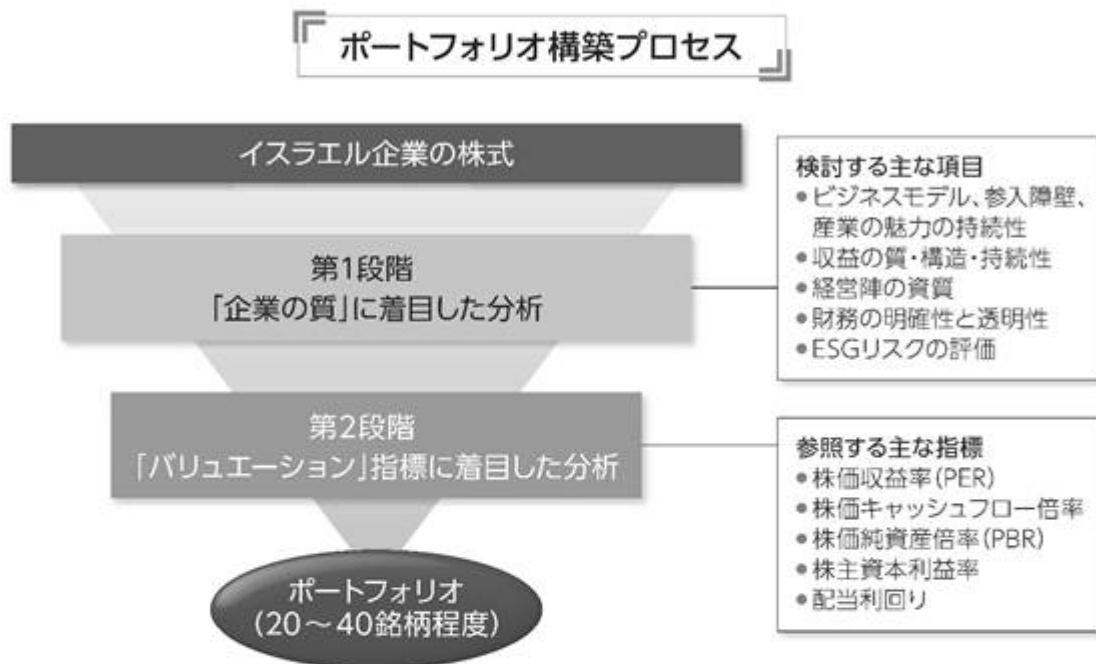 ポートフォリオ構築プロセス
イスラエル企業の株式
第1段階
「企業の質」に着目した分析
検討する主な項目
●ビジネスモデル、参入障壁、
産業の魅力の持続性
●収益の質・構造・持続性
●経営陣の資質
●財務の明確性と透明性
●ESGリスクの評価
第2段階
「バリュエーション」指標に着目した分析
参照する主な指標
●株価収益率(PER)
●株価キャッシュフロー倍率
●株価純資産倍率(PBR)
●株主資本利益率
●配当利回り
ポートフォリオ
(20～40銘柄程度)